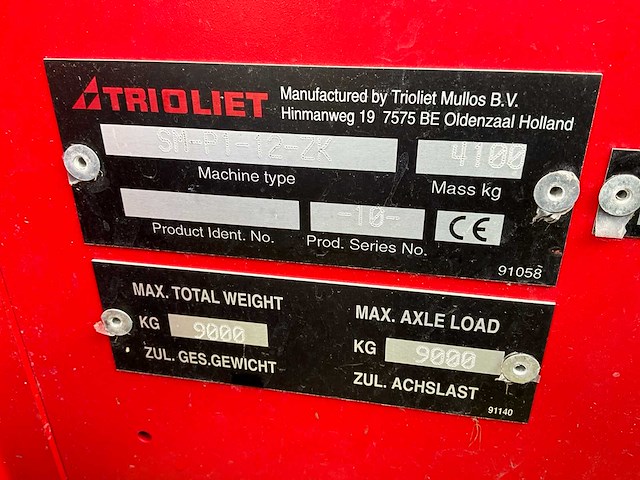 TRIOLIET
Manufactured by Trioliet Mullos B.V.
Hinmanweg 19 7575 BE Oldenzaal Holland
SM-P1-12-ZK 4100
Machine type Mass kg
-10-
CE
Product Ident. No. Prod. Series No.
91058
MAX. TOTAL WEIGHT
KG 9000
ZUL. GES.GEWICHT
MAX. AXLE LOAD
KG 9000
ZUL. ACHSLAST
91140